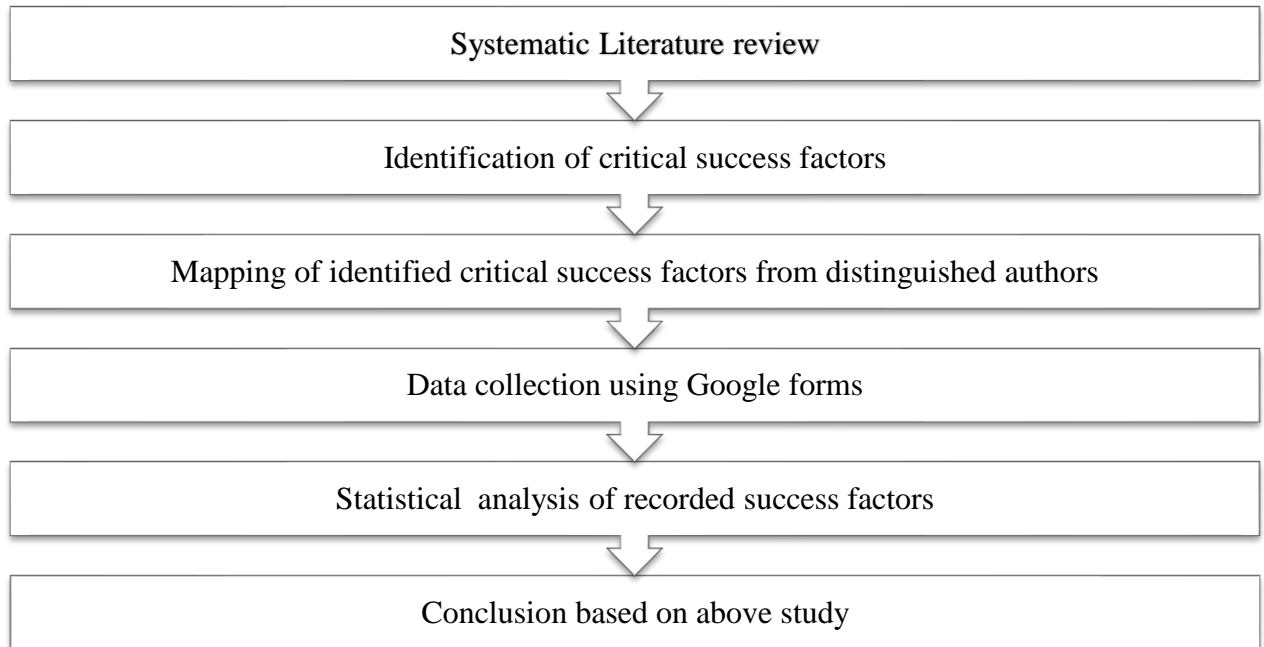 Systematic Literature review
Identification of critical success factors
Mapping of identified critical success factors from distinguished authors
Data collection using Google forms
Statistical analysis of recorded success factors
Conclusion based on above study